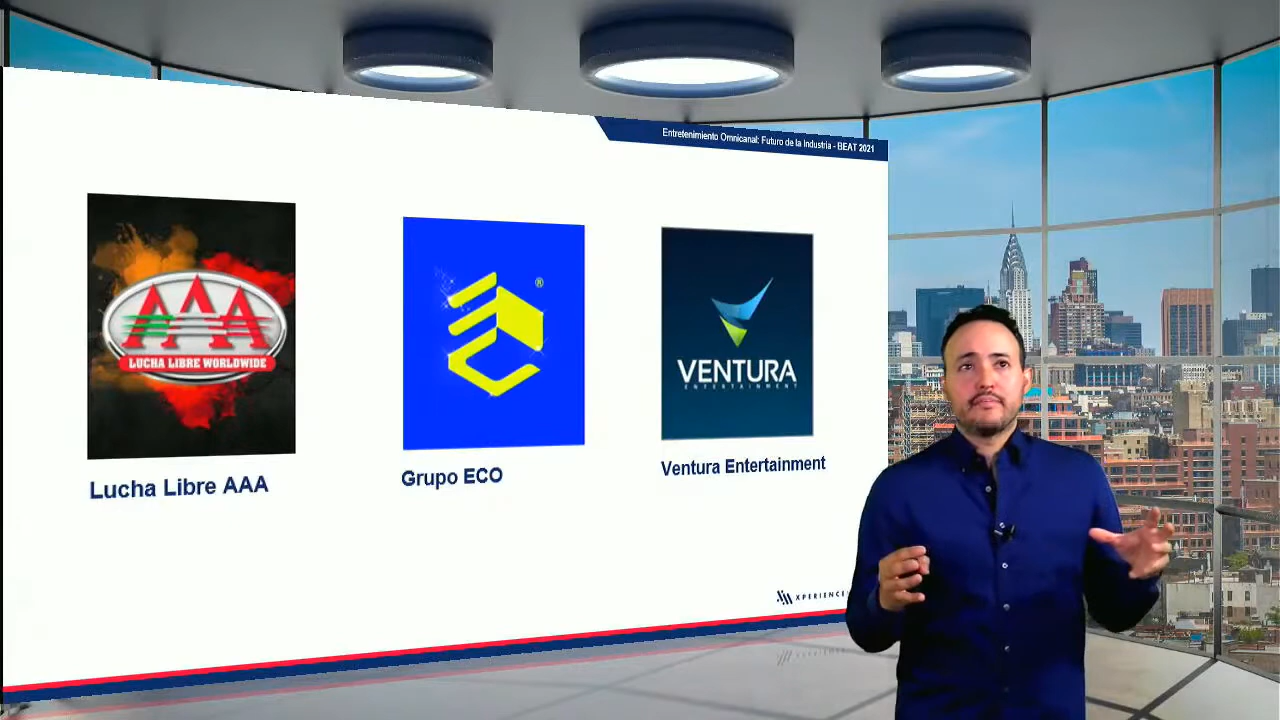 Entretenimiento Omnicanal: Futuro de la Industria - BEAT 2021
AAA
LUCHA LIBRE WORLDWIDE
®
VENTURA
ENTERTAINMENT
Lucha Libre AAA
Grupo ECO
Ventura Entertainment